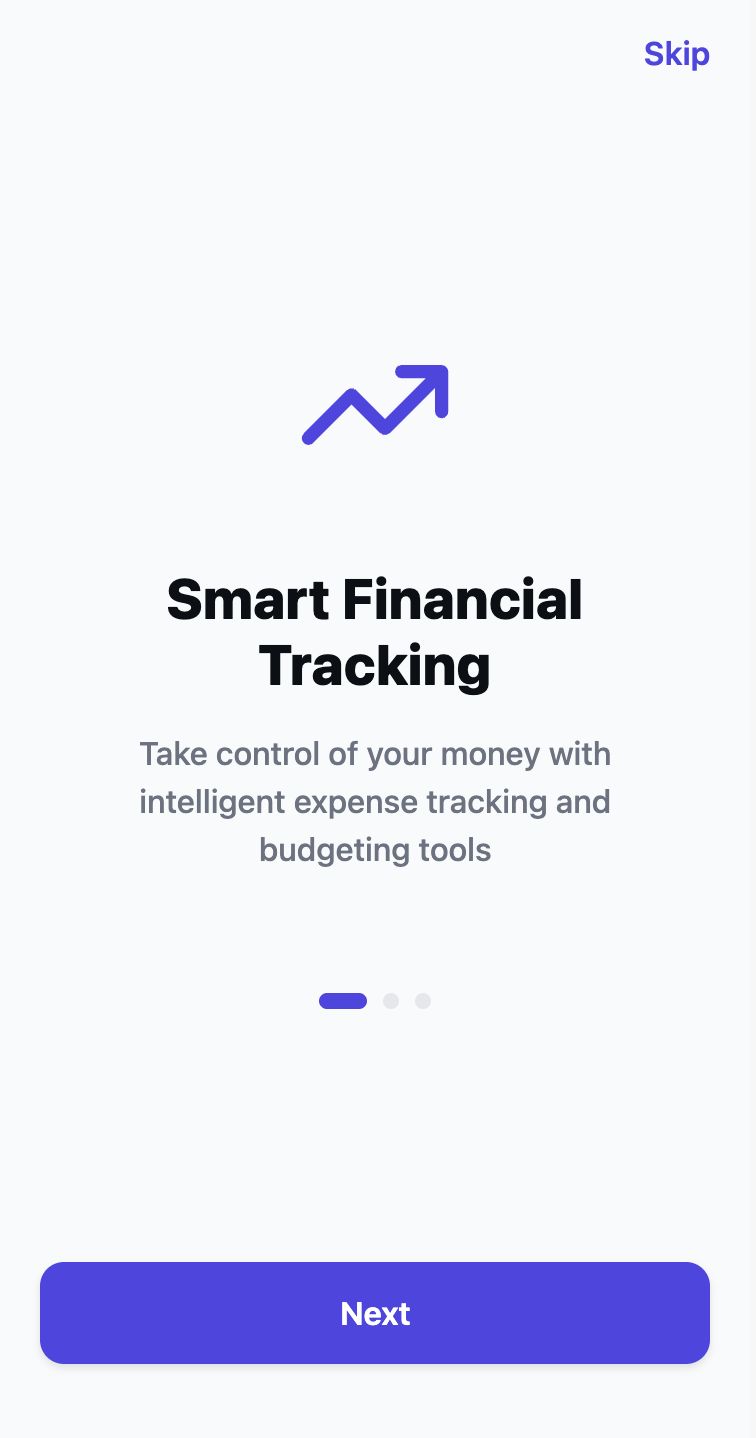 Skip
Smart Financial
Tracking
Take control of your money with
intelligent expense tracking and
budgeting tools
Next